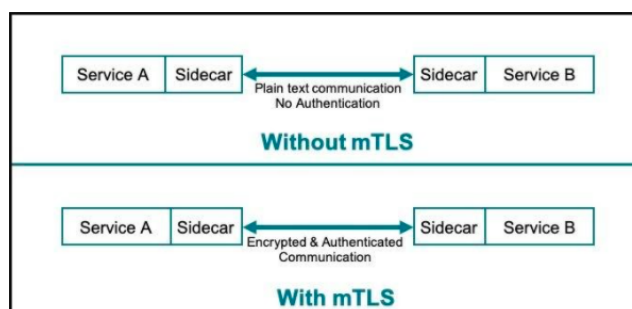 Service A Sidecar Sidecar Service B
Plain text communication
No Authentication
Without mTLS
Service A Sidecar Sidecar Service B
Encrypted & Authenticated
Communication
With mTLS